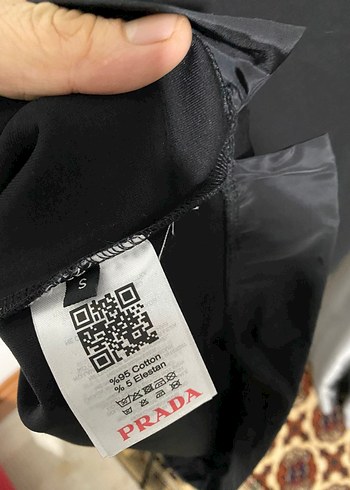 S
%95 Cotton
% 5 Elestan
PRADA